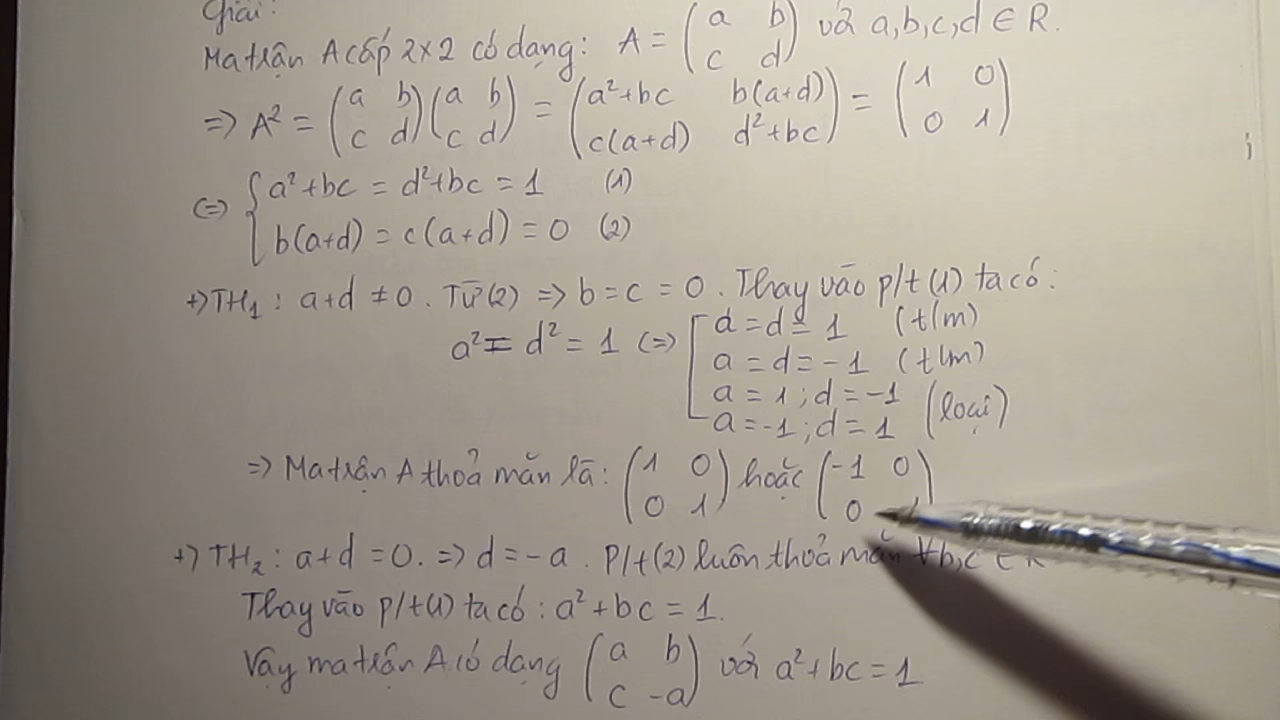 Giải:
Ma trận A cấp 2×2 có dạng: A = (a b; c d) với a,b,c,d ∈ R.
=> A² = (a b; c d)(a b; c d) = (a²+bc b(a+d); c(a+d) d²+bc) = (1 0; 0 1)
<=> { a²+bc = d²+bc = 1 (1)
b(a+d) = c(a+d) = 0 (2)
+) TH₁: a+d ≠ 0. Từ (2) => b = c = 0. Thay vào p/t (1) ta có:
a² = d² = 1 <=> [ a = d = 1 (t/m)
a = d = -1 (t/m)
a = 1; d = -1
a = -1; d = 1 (loại)
=> Ma trận A thoả mãn là: (1 0; 0 1) hoặc (-1 0; 0
+) TH₂: a+d = 0. => d = -a. P/t (2) luôn thoả mãn ∀b,c ∈ R
Thay vào p/t (1) ta có: a² + bc = 1.
Vậy ma trận A có dạng (a b; c -a) với a²+bc = 1